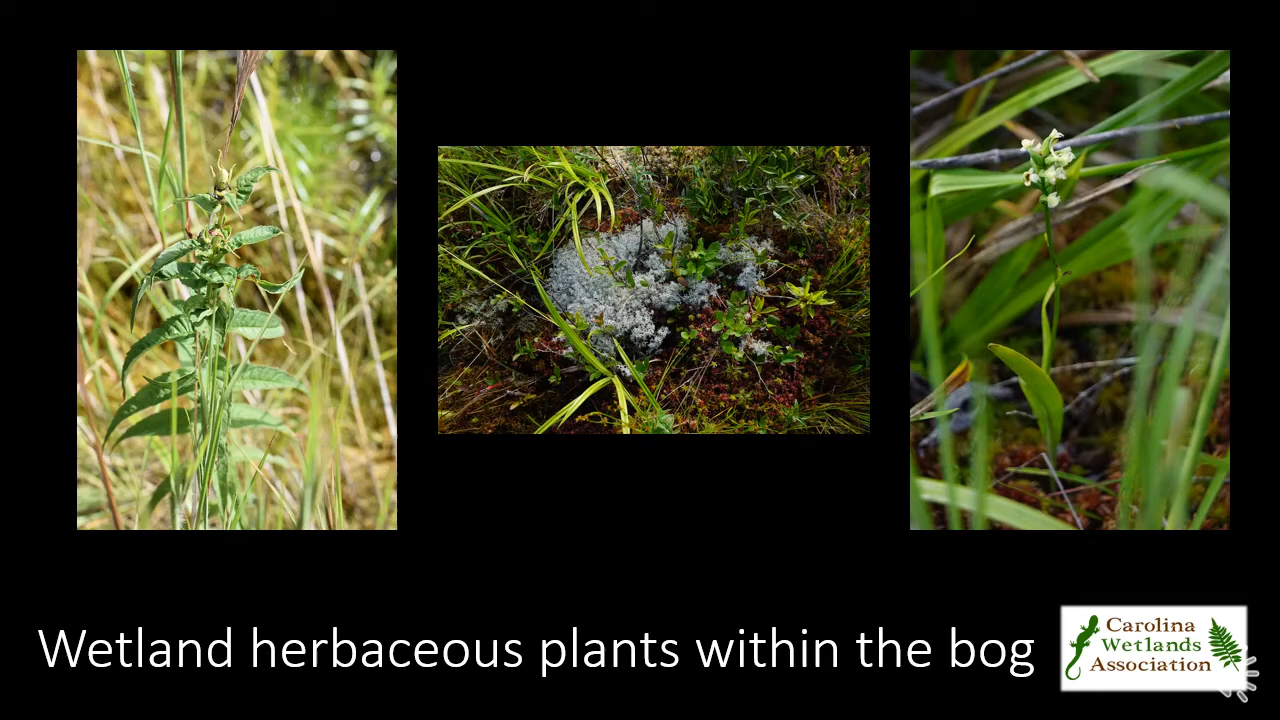 Wetland herbaceous plants within the bog
Carolina
Wetlands
Association